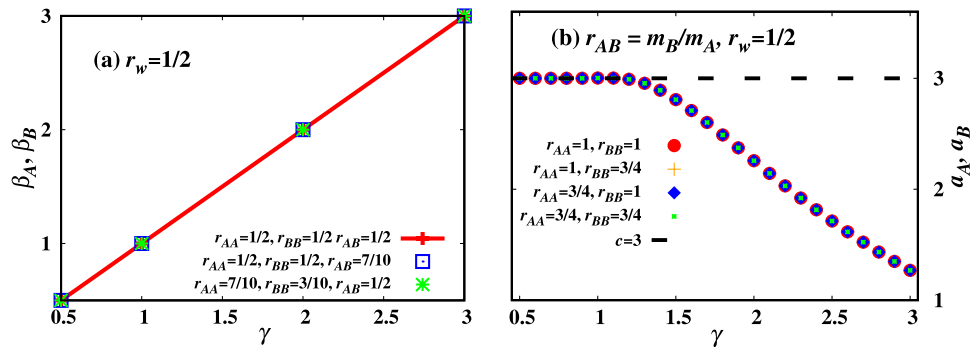 (a) r_w=1/2
β_A, β_B
3
2
1
r_AA=1/2, r_BB=1/2 r_AB=1/2
r_AA=1/2, r_BB=1/2, r_AB=7/10
r_AA=7/10, r_BB=3/10, r_AB=1/2
0.5 1 1.5 2 2.5 3
γ
(b) r_AB = m_B/m_A, r_w=1/2
r_AA=1, r_BB=1
r_AA=1, r_BB=3/4
r_AA=3/4, r_BB=1
r_AA=3/4, r_BB=3/4
c=3
3
2
1
a_A, a_B
0.5 1 1.5 2 2.5 3
γ